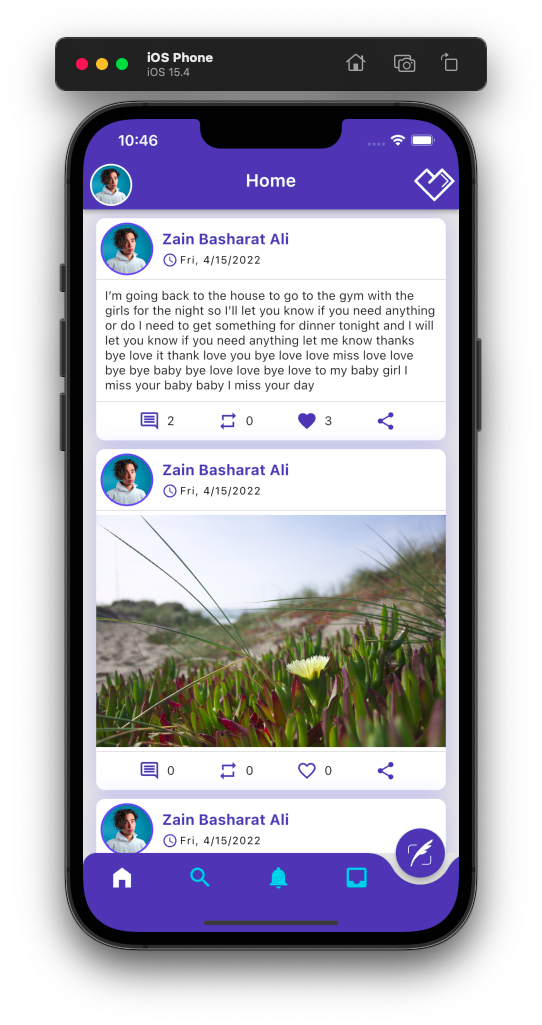 iOS Phone
iOS 15.4
10:46
Home
Zain Basharat Ali
Fri, 4/15/2022
I’m going back to the house to go to the gym with the
girls for the night so I’ll let you know if you need anything
or do I need to get something for dinner tonight and I will
let you know if you need anything let me know thanks
bye love it thank love you bye love love miss love love
bye bye baby bye love love bye love to my baby girl I
miss your baby baby I miss your day
2 0 3
Zain Basharat Ali
Fri, 4/15/2022
0 0 0
Zain Basharat Ali
Fri, 4/15/2022